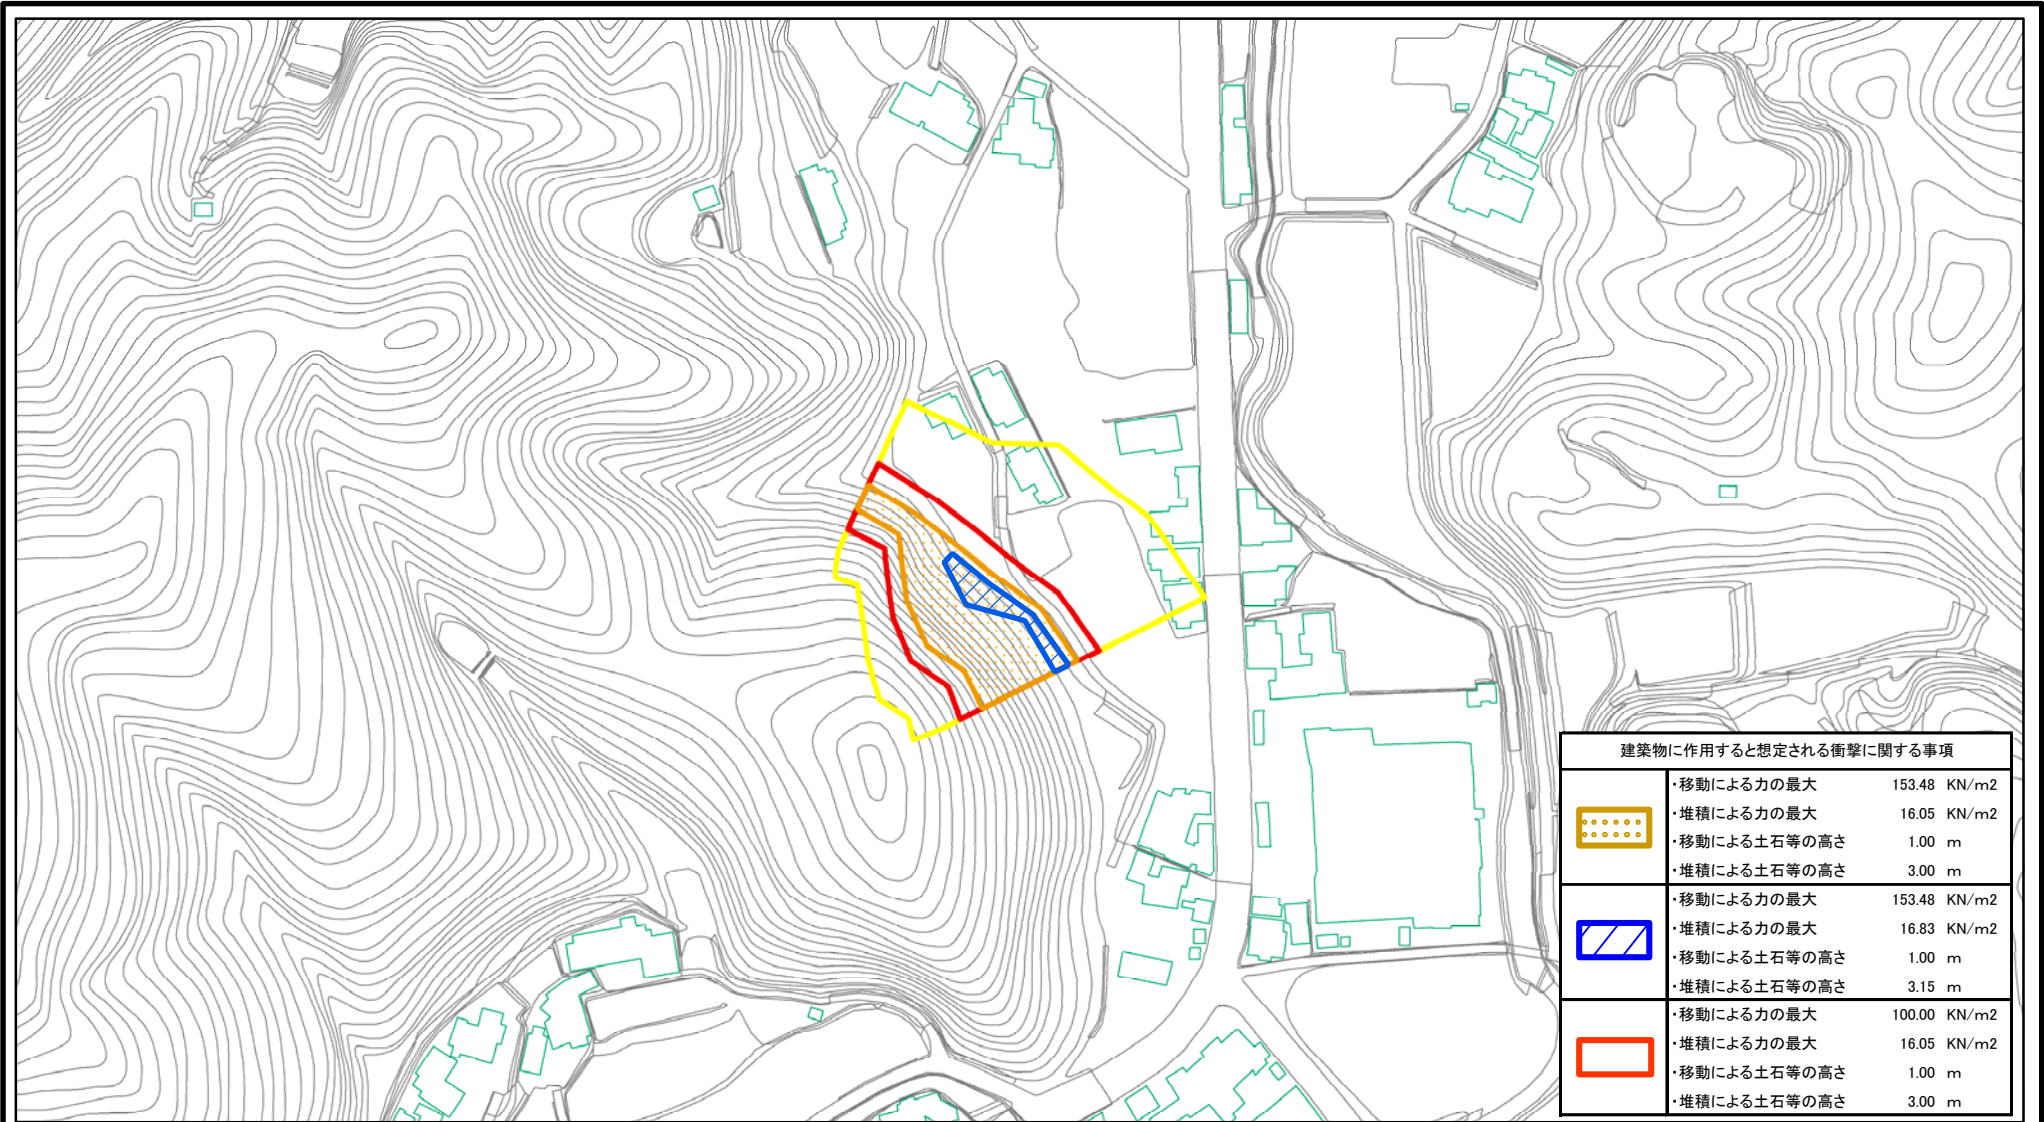 建築物に作用すると想定される衝撃に関する事項
・移動による力の最大 153.48 KN/m2
・堆積による力の最大 16.05 KN/m2
・移動による土石等の高さ 1.00 m
・堆積による土石等の高さ 3.00 m
・移動による力の最大 153.48 KN/m2
・堆積による力の最大 16.83 KN/m2
・移動による土石等の高さ 1.00 m
・堆積による土石等の高さ 3.15 m
・移動による力の最大 100.00 KN/m2
・堆積による力の最大 16.05 KN/m2
・移動による土石等の高さ 1.00 m
・堆積による土石等の高さ 3.00 m